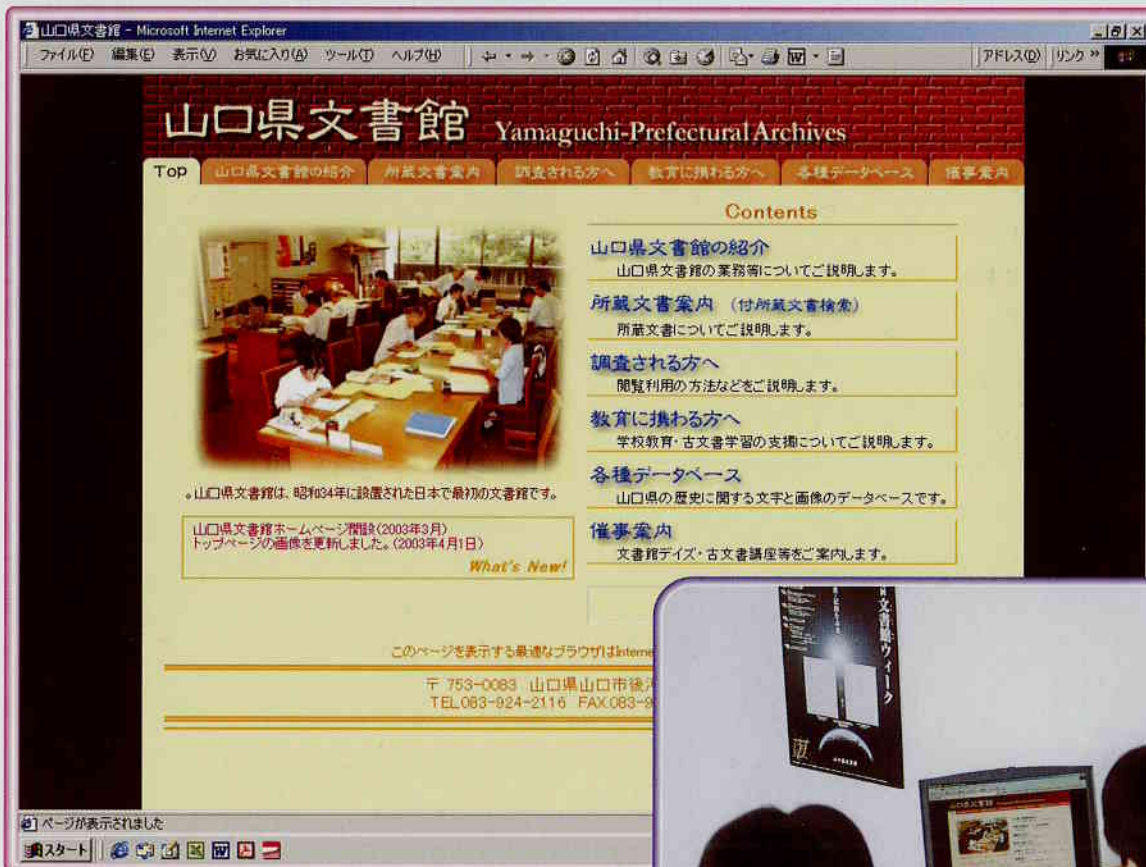 山口県文書館 - Microsoft Internet Explorer
ファイル(F) 編集(E) 表示(V) お気に入り(A) ツール(T) ヘルプ(H) アドレス(D) リンク »
山口県文書館 Yamaguchi-Prefectural Archives
Top 山口県文書館の紹介 所蔵文書案内 調査される方へ 教育に携わる方へ 各種データベース 催事案内
Contents
山口県文書館の紹介
山口県文書館の業務等についてご説明します。
所蔵文書案内 (付所蔵文書検索)
所蔵文書についてご説明します。
調査される方へ
閲覧利用の方法などをご説明します。
教育に携わる方へ
学校教育・古文書学習の支援についてご説明します。
各種データベース
山口県の歴史に関する文字と画像のデータベースです。
催事案内
文書館デイズ・古文書講座等をご案内します。
。山口県文書館は、昭和34年に設置された日本で最初の文書館です。
山口県文書館ホームページ開設(2003年3月)
トップページの画像を更新しました。(2003年4月1日)
What's New!
このページを表示する最適なブラウザはInterne
〒 753-0083 山口県山口市後
TEL.083-924-2116 FAX.083-9
文書館ウィーク
山口県文書館
ページが表示されました
スタート